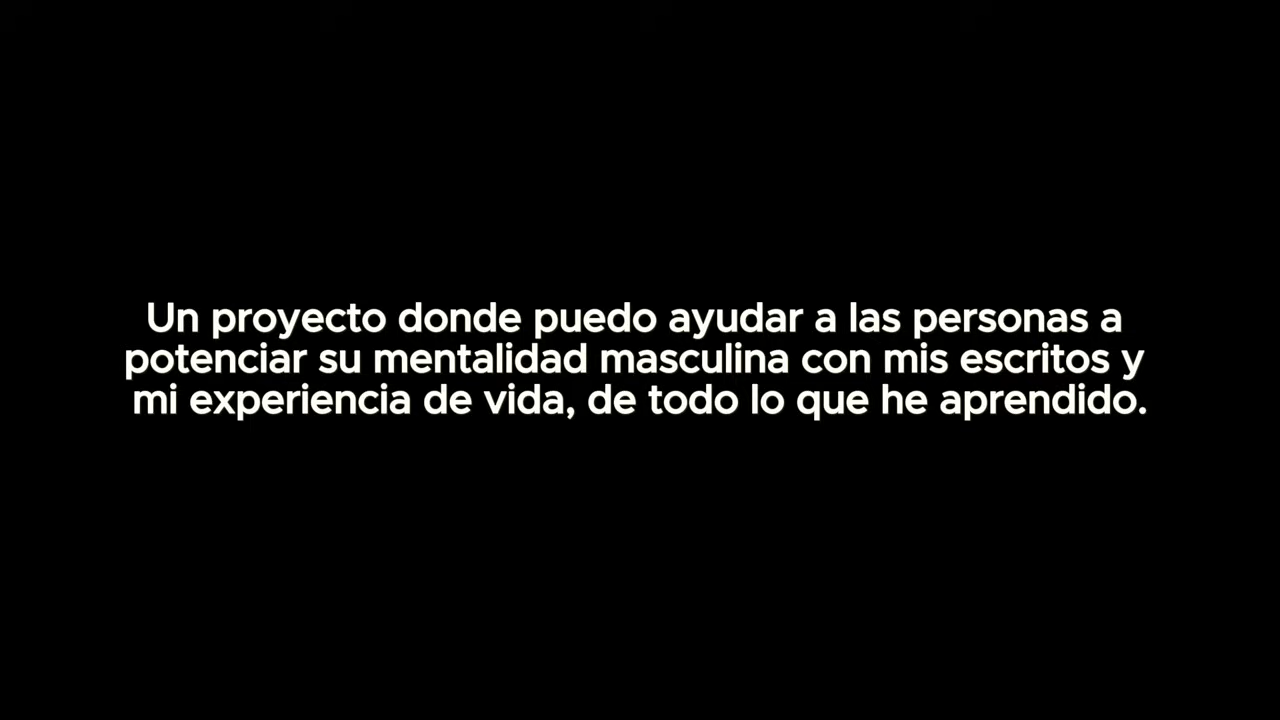 Un proyecto donde puedo ayudar a las personas a
potenciar su mentalidad masculina con mis escritos y
mi experiencia de vida, de todo lo que he aprendido.